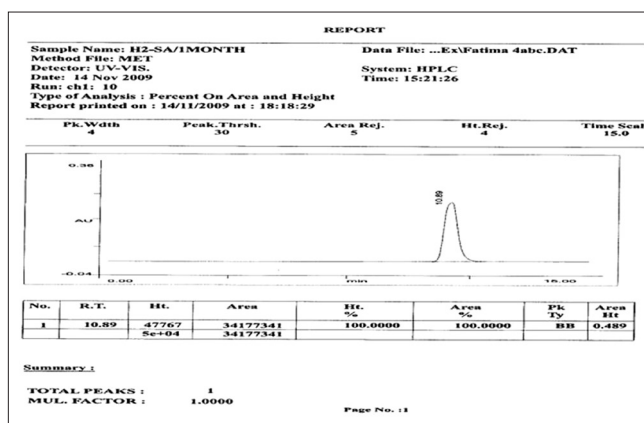 REPORT
Sample Name: H2-SA/1MONTH Data File: ...Ex\Fatima 4abc.DAT
Method File: MET
Detector: UV-VIS. System: HPLC
Date: 14 Nov 2009 Time: 15:21:26
Run: ch1: 10
Type of Analysis : Percent On Area and Height
Report printed on : 14/11/2009 at : 18:18:29
Pk.Wdth Peak.Thrsh. Area Rej. Ht.Rej. Time Scal
4 30 5 4 15.0
0.36
10.89
AU
-0.04
0.00 min 15.00
No. R.T. Ht. Area Ht. % Area % Pk Ty Area Ht
1 10.89 47767 34177341 100.0000 100.0000 BB 0.489
5e+04 34177341
Summary :
TOTAL PEAKS : 1
MUL. FACTOR : 1.0000
Page No. :1